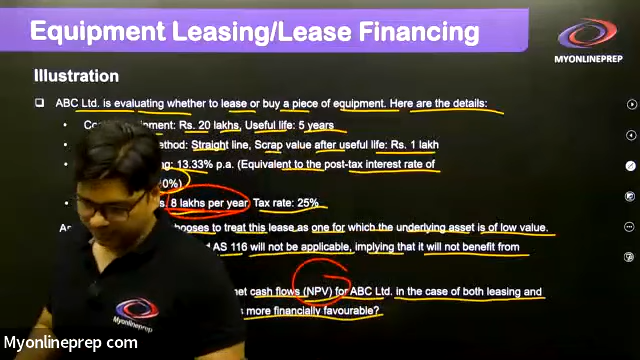 Equipment Leasing/Lease Financing
MYONLINEPREP
Illustration
ABC Ltd. is evaluating whether to lease or buy a piece of equipment. Here are the details:
Rs. 20 lakhs, Useful life: 5 years
Straight line, Scrap value after useful life: Rs. 1 lakh
13.33% p.a. (Equivalent to the post-tax interest rate of
0%)
8 lakhs per year Tax rate: 25%
to treat this lease as one for which the underlying asset is of low value.
AS 116 will not be applicable, implying that it will not benefit from
cash flows (NPV) for ABC Ltd. in the case of both leasing and
more financially favourable?
Myonlineprep
Myonlineprep com